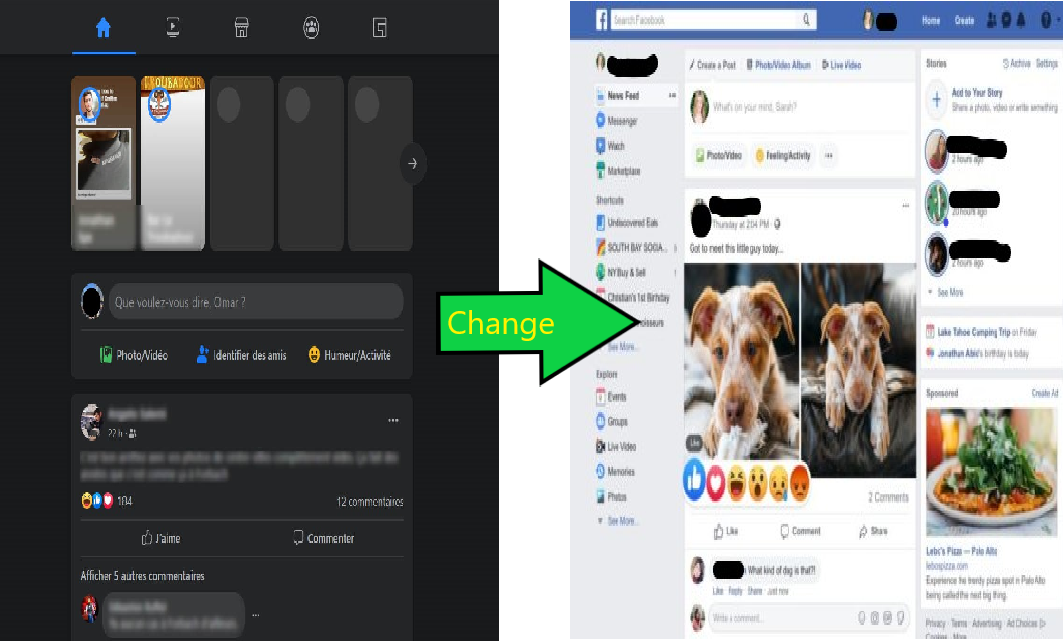 TROUBADOUR
Que voulez-vous dire, Omar ?
Photo/Vidéo
Identifier des amis
Humeur/Activité
22 h
184
12 commentaires
J'aime
Commenter
Afficher 5 autres commentaires
Change
Search Facebook
Home
Create
News Feed
Messenger
Watch
Marketplace
Shortcuts
Undiscovered Eats
SOUTH BAY SOCIA...
NY Buy & Sell
Christian's 1st Birthday
See More...
Explore
Events
Groups
Live Video
Memories
Photos
See More...
Create a Post
Photo/Video Album
Live Video
What's on your mind, Sarah?
Photo/Video
Feeling/Activity
Thursday at 2:04 PM
Got to meet this little guy today...
Like
2 Comments
Like
Comment
Share
What kind of dog is that?!
Like · Reply · Share · Just now
Write a comment...
Stories
Archive
Settings
Add to Your Story
Share a photo, video or write something
2 hours ago
20 hours ago
2 hours ago
See More
Lake Tahoe Camping Trip on Friday
Jonathan Abis's birthday is today
Sponsored
Create Ad
Lebo's Pizza — Palo Alto
lebospizza.com
Experience the trendy pizza spot in Palo Alto
being called the next big thing.
Privacy · Terms · Advertising · Ad Choices
Cookies · More